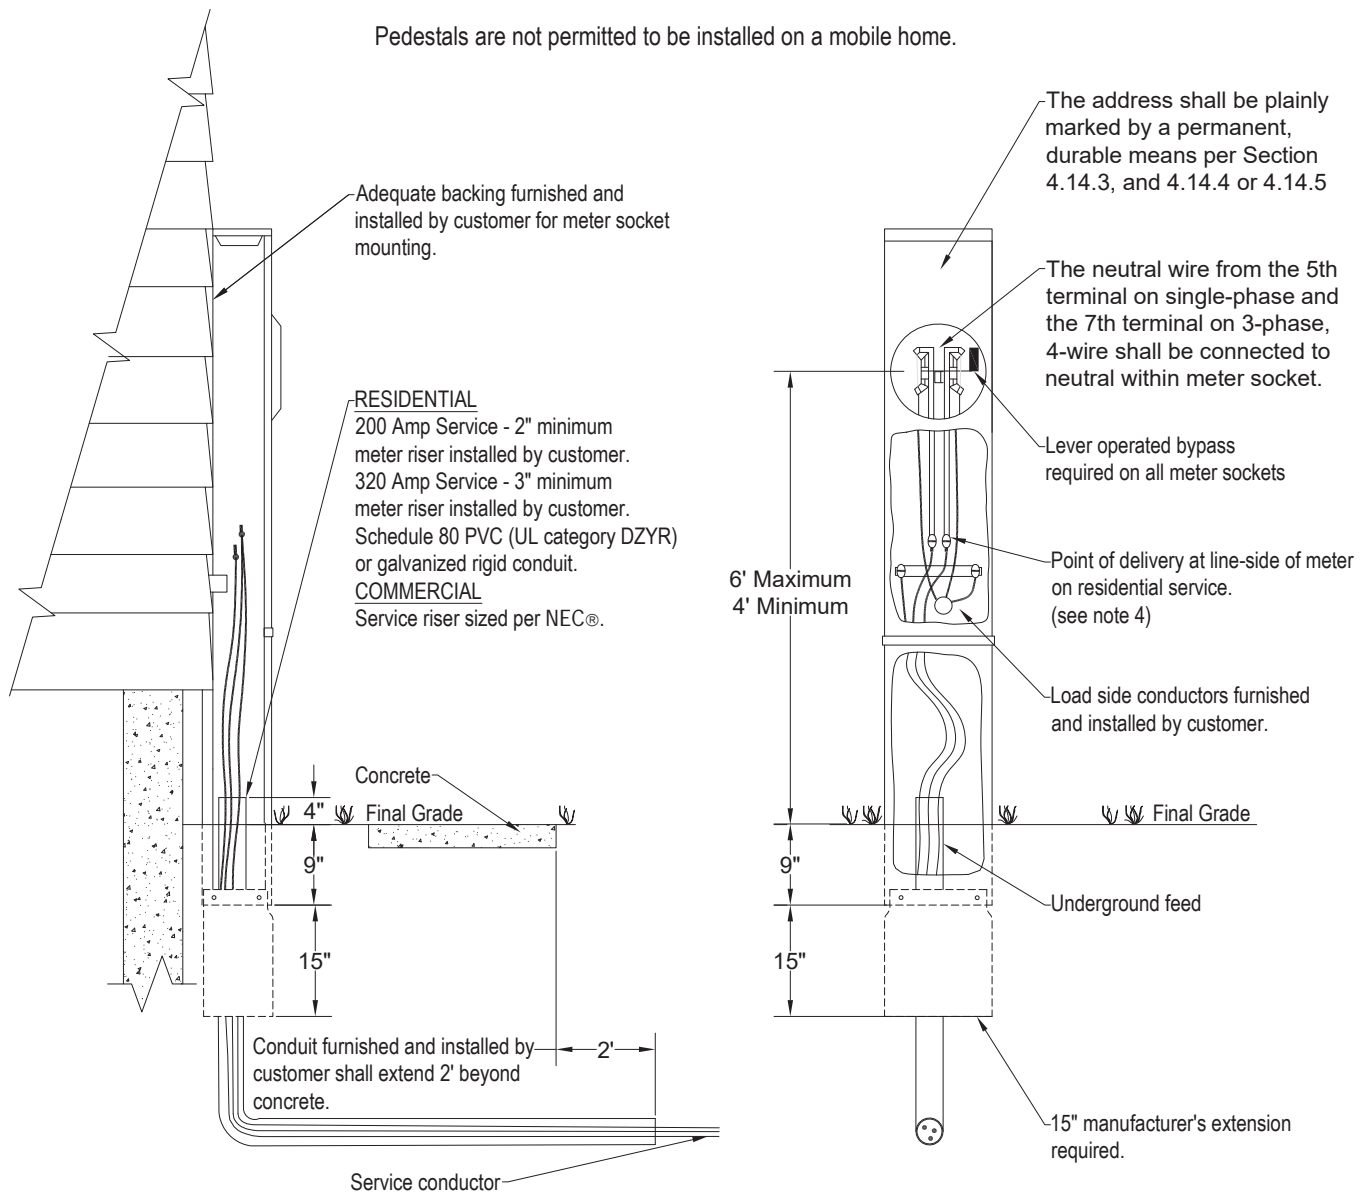 Pedestals are not permitted to be installed on a mobile home.
The address shall be plainly
marked by a permanent,
durable means per Section
4.14.3, and 4.14.4 or 4.14.5
Adequate backing furnished and
installed by customer for meter socket
mounting.
The neutral wire from the 5th
terminal on single-phase and
the 7th terminal on 3-phase,
4-wire shall be connected to
neutral within meter socket.
RESIDENTIAL
200 Amp Service - 2" minimum
meter riser installed by customer.
320 Amp Service - 3" minimum
meter riser installed by customer.
Schedule 80 PVC (UL category DZYR)
or galvanized rigid conduit.
COMMERCIAL
Service riser sized per NEC®.
Lever operated bypass
required on all meter sockets
6' Maximum
4' Minimum
Point of delivery at line-side of meter
on residential service.
(see note 4)
Load side conductors furnished
and installed by customer.
Concrete
4"
Final Grade
Final Grade
9"
9"
Underground feed
15"
15"
Conduit furnished and installed by
customer shall extend 2' beyond
concrete.
2'
15" manufacturer's extension
required.
Service conductor